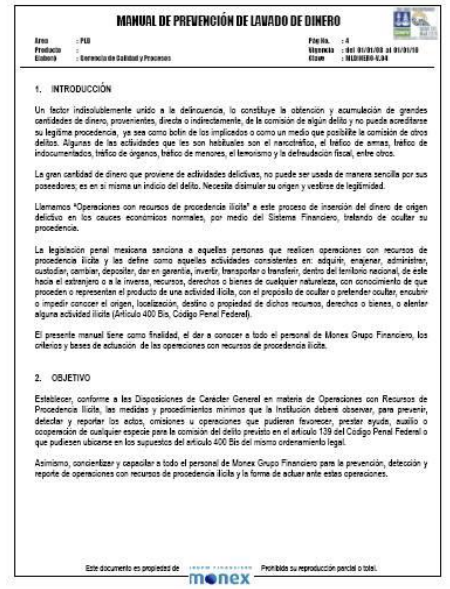 MANUAL DE PREVENCIÓN DE LAVADO DE DINERO
Area : PLD
Producto :
Elaboró : Gerencia de Calidad y Procesos
Pág No. : 4
Vigencia : del 01/01/09 al 01/01/10
Clave : MLDINERO-V.04
1. INTRODUCCIÓN
Un factor indisolublemente unido a la delincuencia, lo constituye la obtención y acumulación de grandes
cantidades de dinero, provenientes, directa o indirectamente, de la comisión de algún delito y no pueda acreditarse
su legítima procedencia, ya sea como botín de los implicados o como un medio que posibilite la comisión de otros
delitos. Algunas de las actividades que les son habituales son el narcotráfico, el tráfico de armas, tráfico de
indocumentados, tráfico de órganos, tráfico de menores, el terrorismo y la defraudación fiscal, entre otros.
La gran cantidad de dinero que proviene de actividades delictivas, no puede ser usada de manera sencilla por sus
poseedores; es en si misma un indicio del delito. Necesita disimular su origen y vestirse de legitimidad.
Llamamos "Operaciones con recursos de procedencia ilícita" a este proceso de inserción del dinero de origen
delictivo en los cauces económicos normales, por medio del Sistema Financiero, tratando de ocultar su
procedencia.
La legislación penal mexicana sanciona a aquellas personas que realicen operaciones con recursos de
procedencia ilícita y las define como aquellas actividades consistentes en: adquirir, enajenar, administrar,
custodiar, cambiar, depositar, dar en garantía, invertir, transportar o transferir, dentro del territorio nacional, de éste
hacia el extranjero o a la inversa, recursos, derechos o bienes de cualquier naturaleza, con conocimiento de que
proceden o representan el producto de una actividad ilícita, con el propósito de ocultar o pretender ocultar, encubrir
o impedir conocer el origen, localización, destino o propiedad de dichos recursos, derechos o bienes, o alentar
alguna actividad ilícita (Artículo 400 Bis, Código Penal Federal).
El presente manual tiene como finalidad, el dar a conocer a todo el personal de Monex Grupo Financiero, los
criterios y bases de actuación de las operaciones con recursos de procedencia ilícita.
2. OBJETIVO
Establecer, conforme a las Disposiciones de Carácter General en materia de Operaciones con Recursos de
Procedencia Ilícita, las medidas y procedimientos mínimos que la Institución deberá observar, para prevenir,
detectar y reportar los actos, omisiones u operaciones que pudieran favorecer, prestar ayuda, auxilio o
cooperación de cualquier especie para la comisión del delito previsto en el artículo 139 del Código Penal Federal o
que pudiesen ubicarse en los supuestos del artículo 400 Bis del mismo ordenamiento legal.
Asimismo, concientizar y capacitar a todo el personal de Monex Grupo Financiero para la prevención, detección y
reporte de operaciones con recursos de procedencia ilícita y la forma de actuar ante estas operaciones.
Este documento es propiedad de monex Prohibida su reproducción parcial o total.